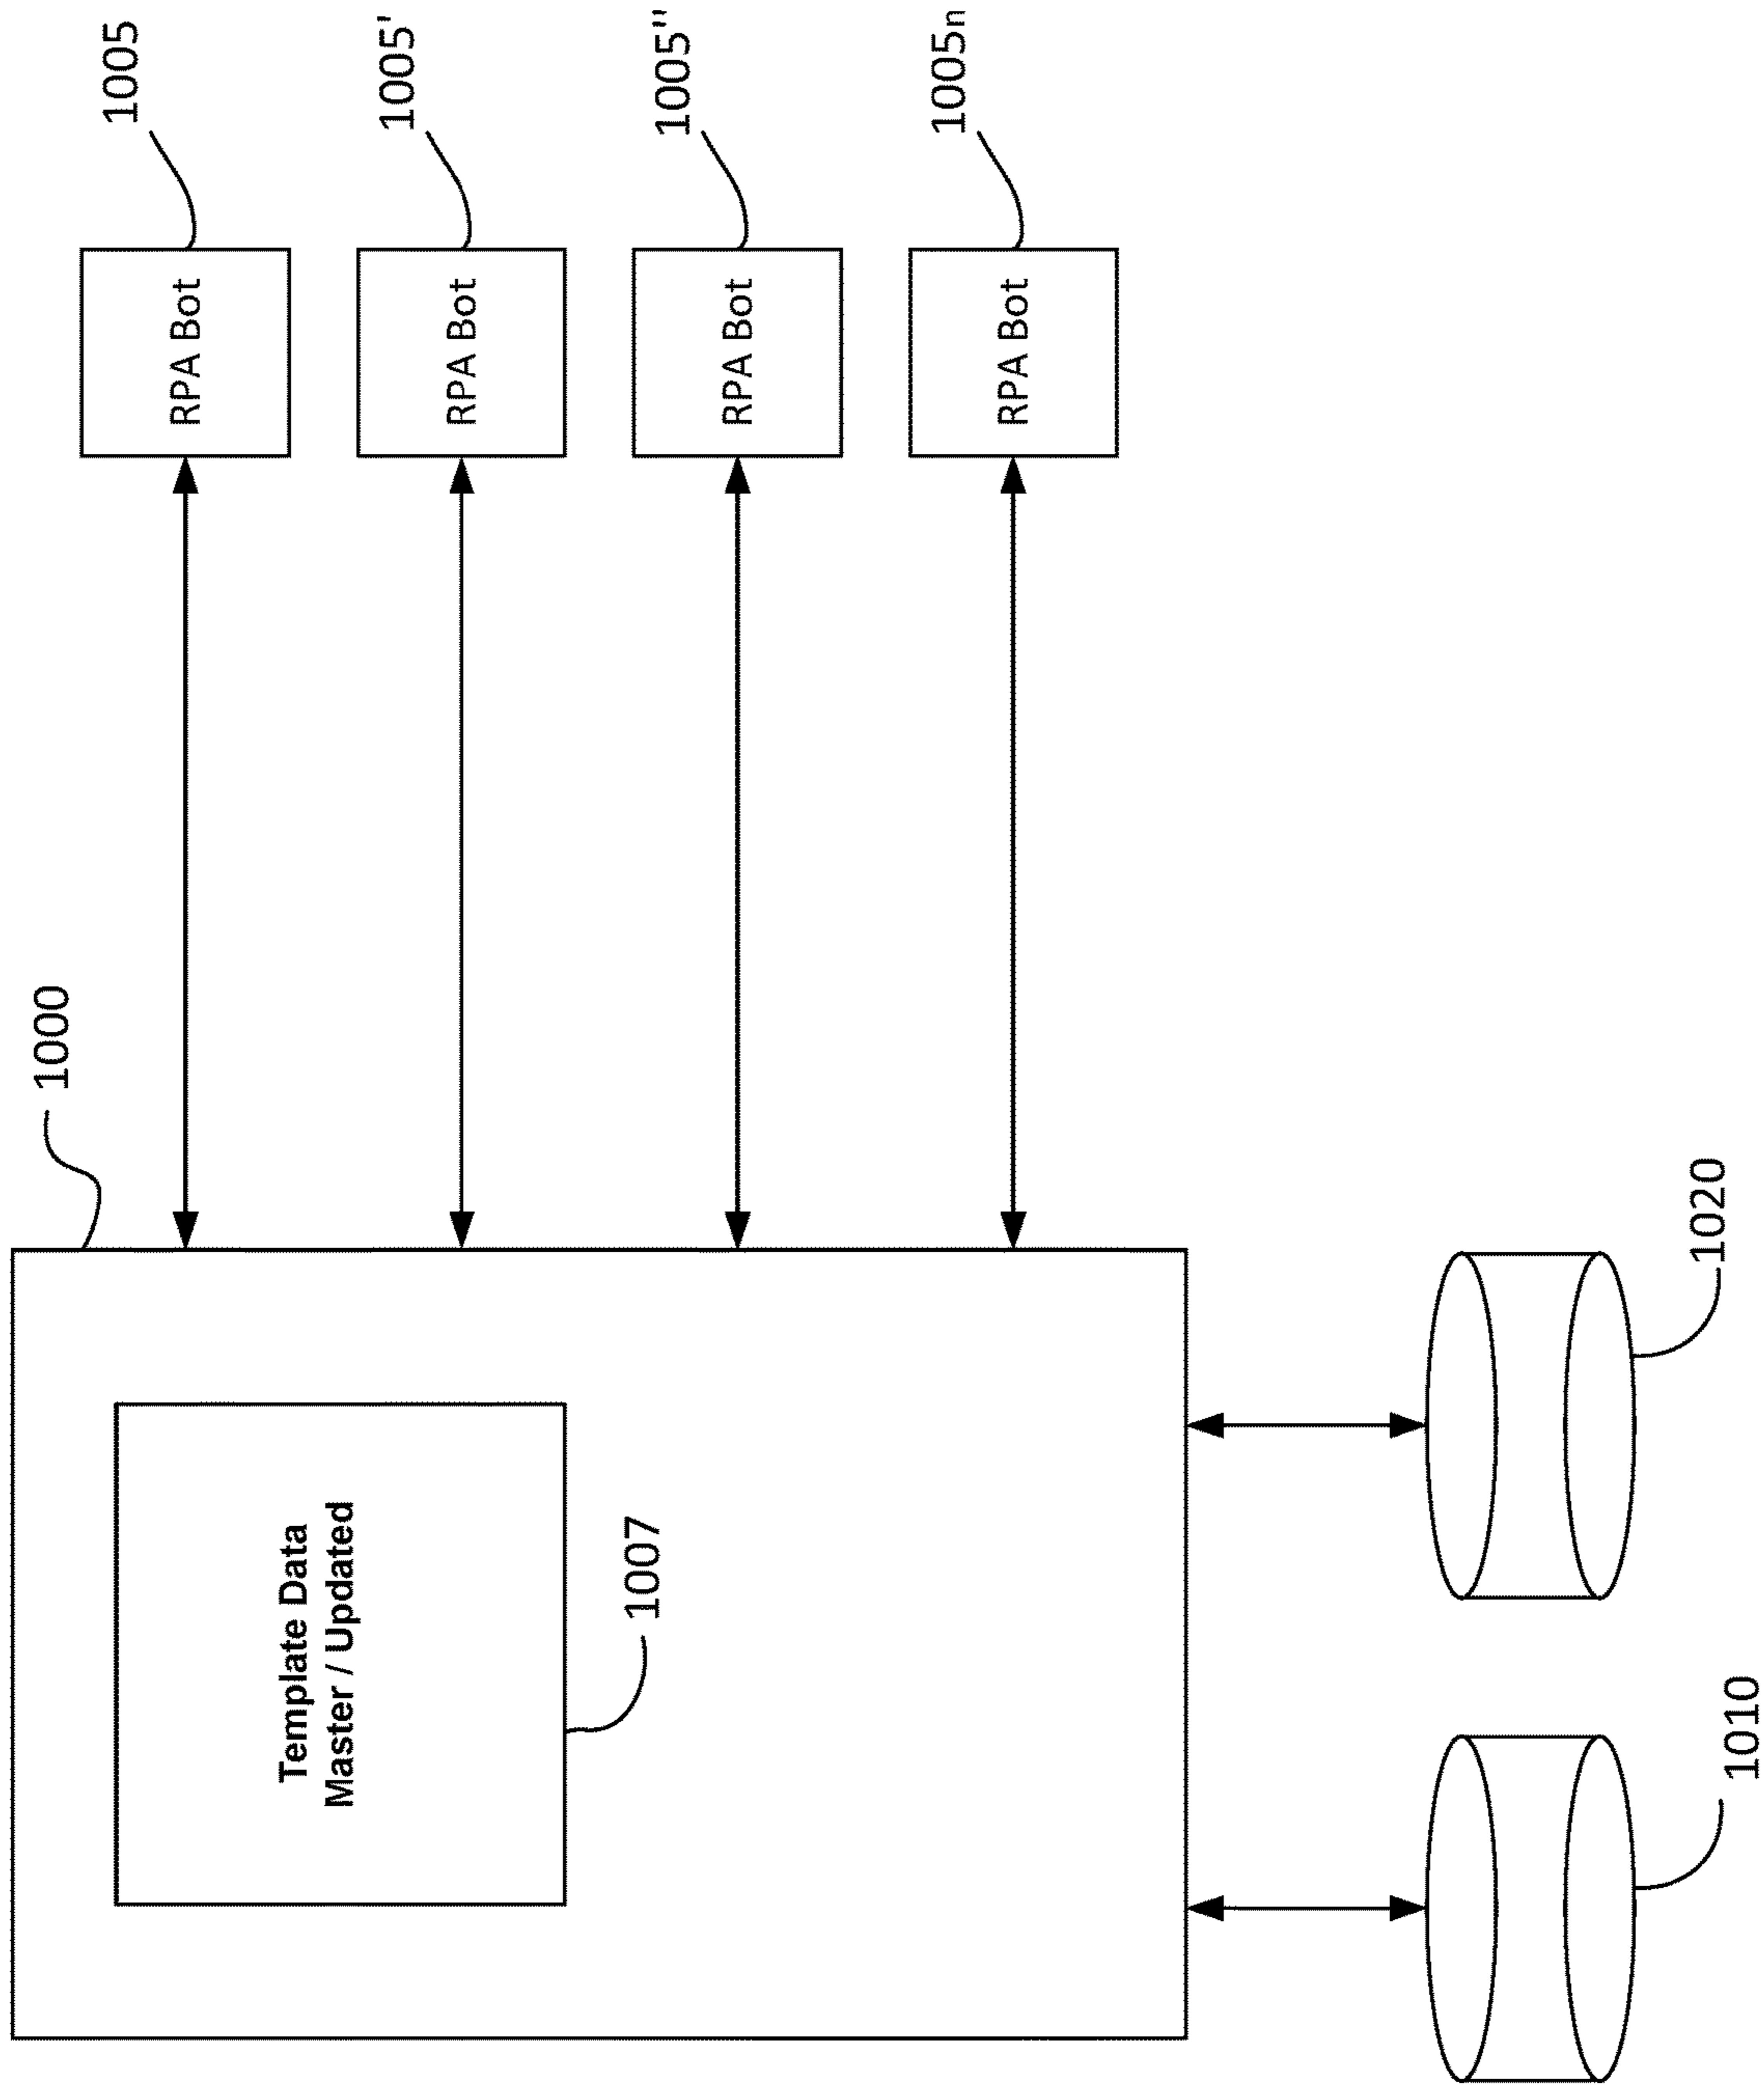 1000
1005
RPA Bot
Template Data
Master / Updated
1005'
RPA Bot
1007
1005''
RPA Bot
1005n
RPA Bot
1010
1020